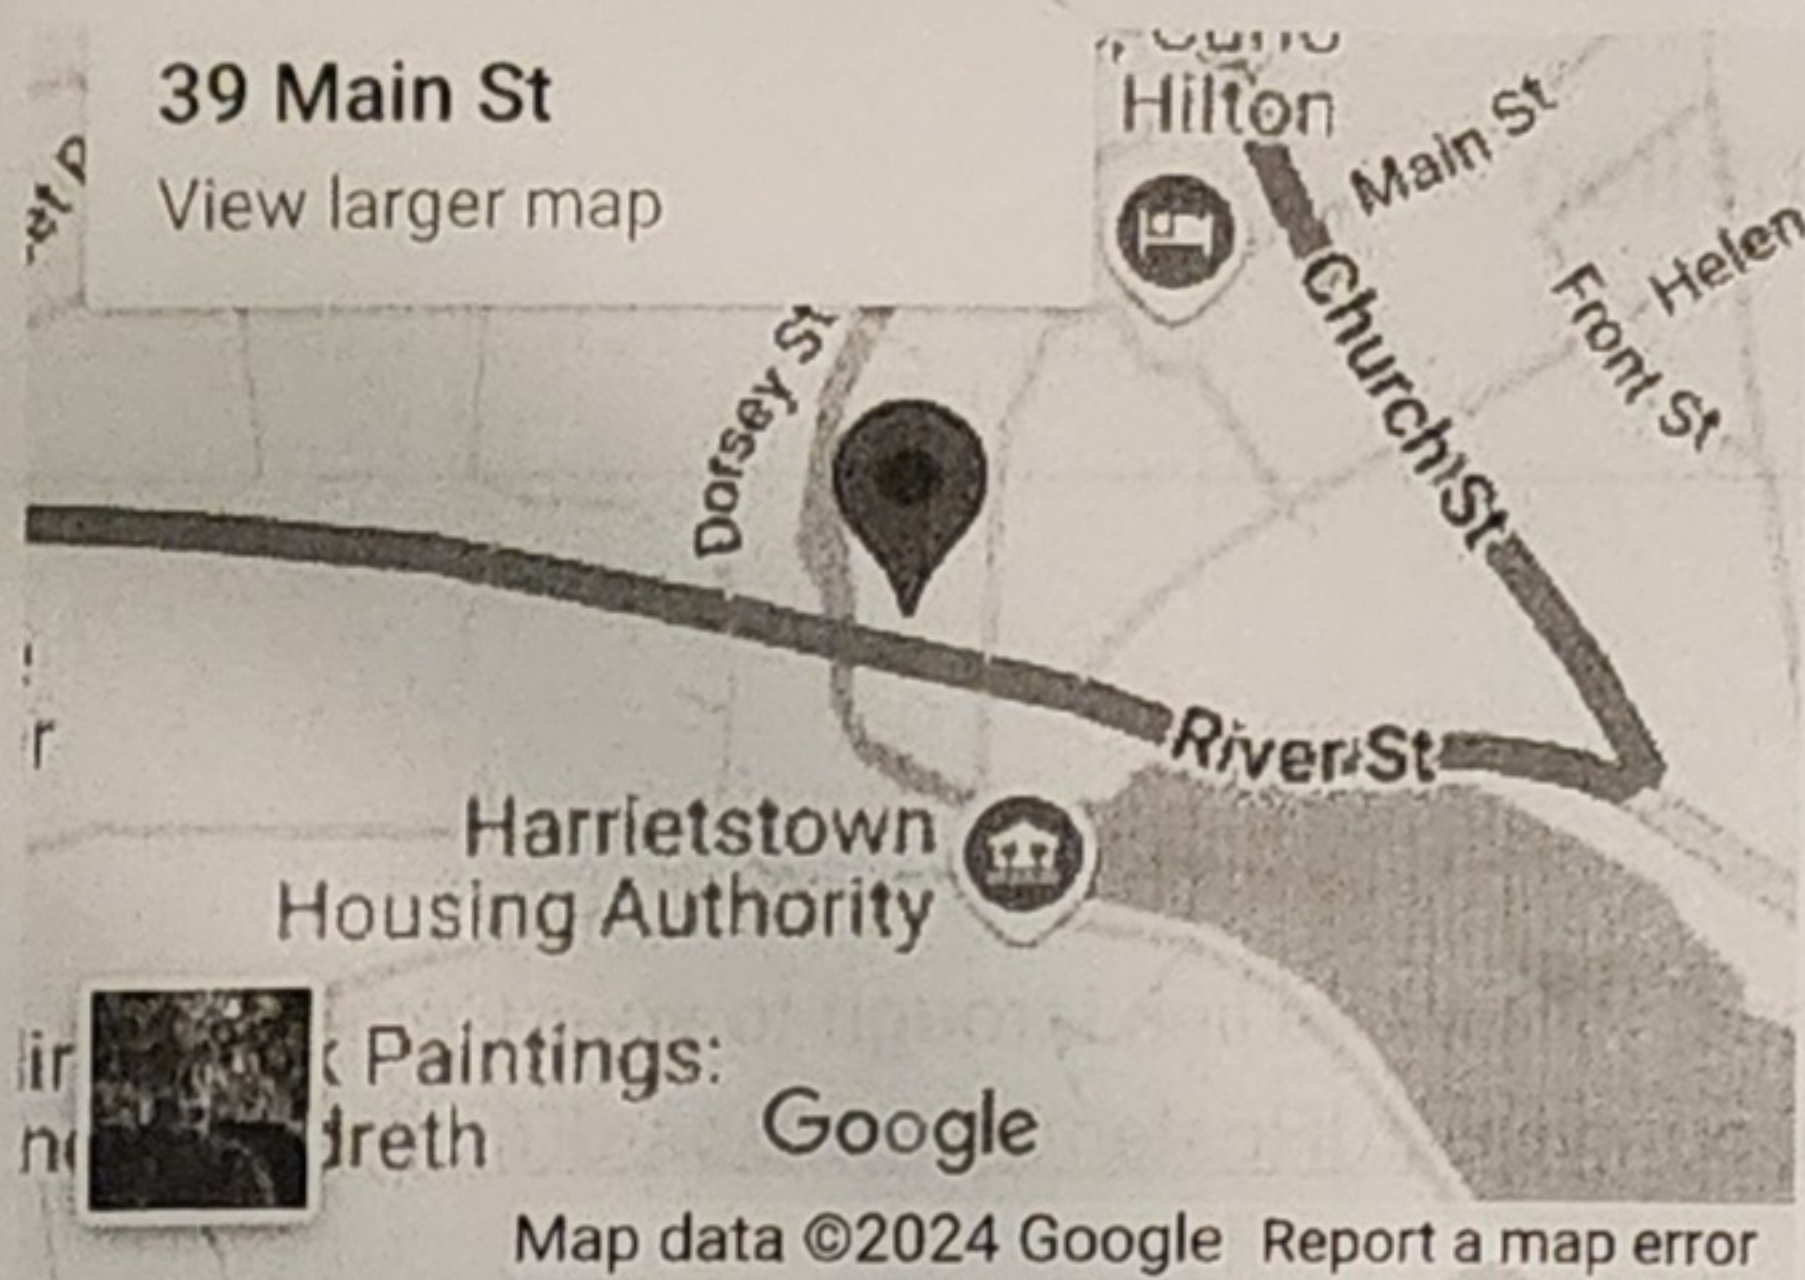 39 Main St
View larger map
Hilton
Main St
Church St
Helen
Front St
Dorsey St
River St
Harrietstown
Housing Authority
Paintings:
Google
Map data ©2024 Google Report a map error